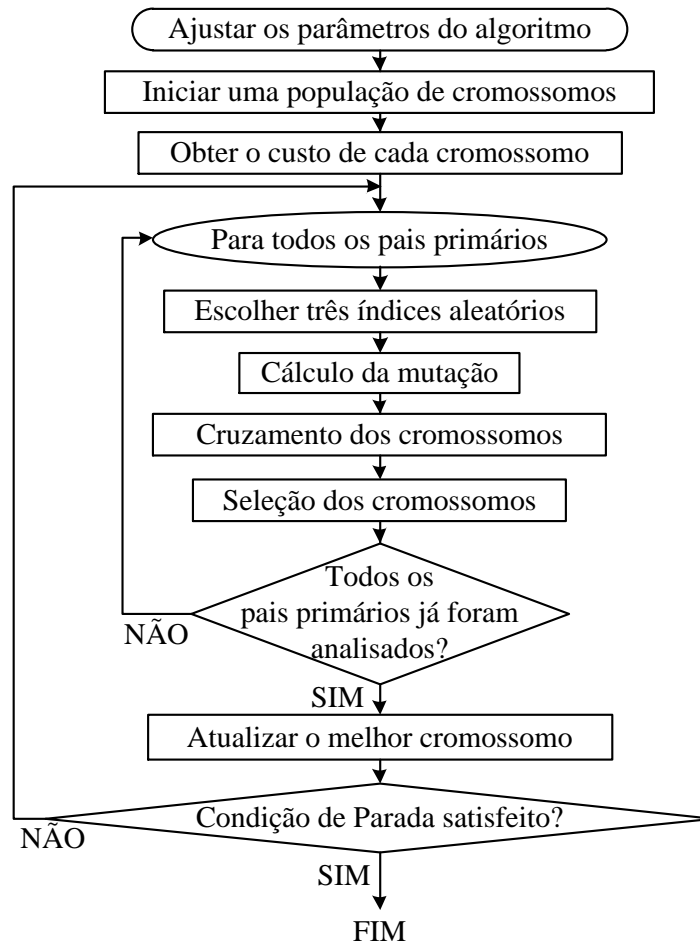 Ajustar os parâmetros do algoritmo
Iniciar uma população de cromossomos
Obter o custo de cada cromossomo
Para todos os pais primários
Escolher três índices aleatórios
Cálculo da mutação
Cruzamento dos cromossomos
Seleção dos cromossomos
Todos os
pais primários já foram
analisados?
NÃO
SIM
Atualizar o melhor cromossomo
Condição de Parada satisfeito?
NÃO
SIM
FIM